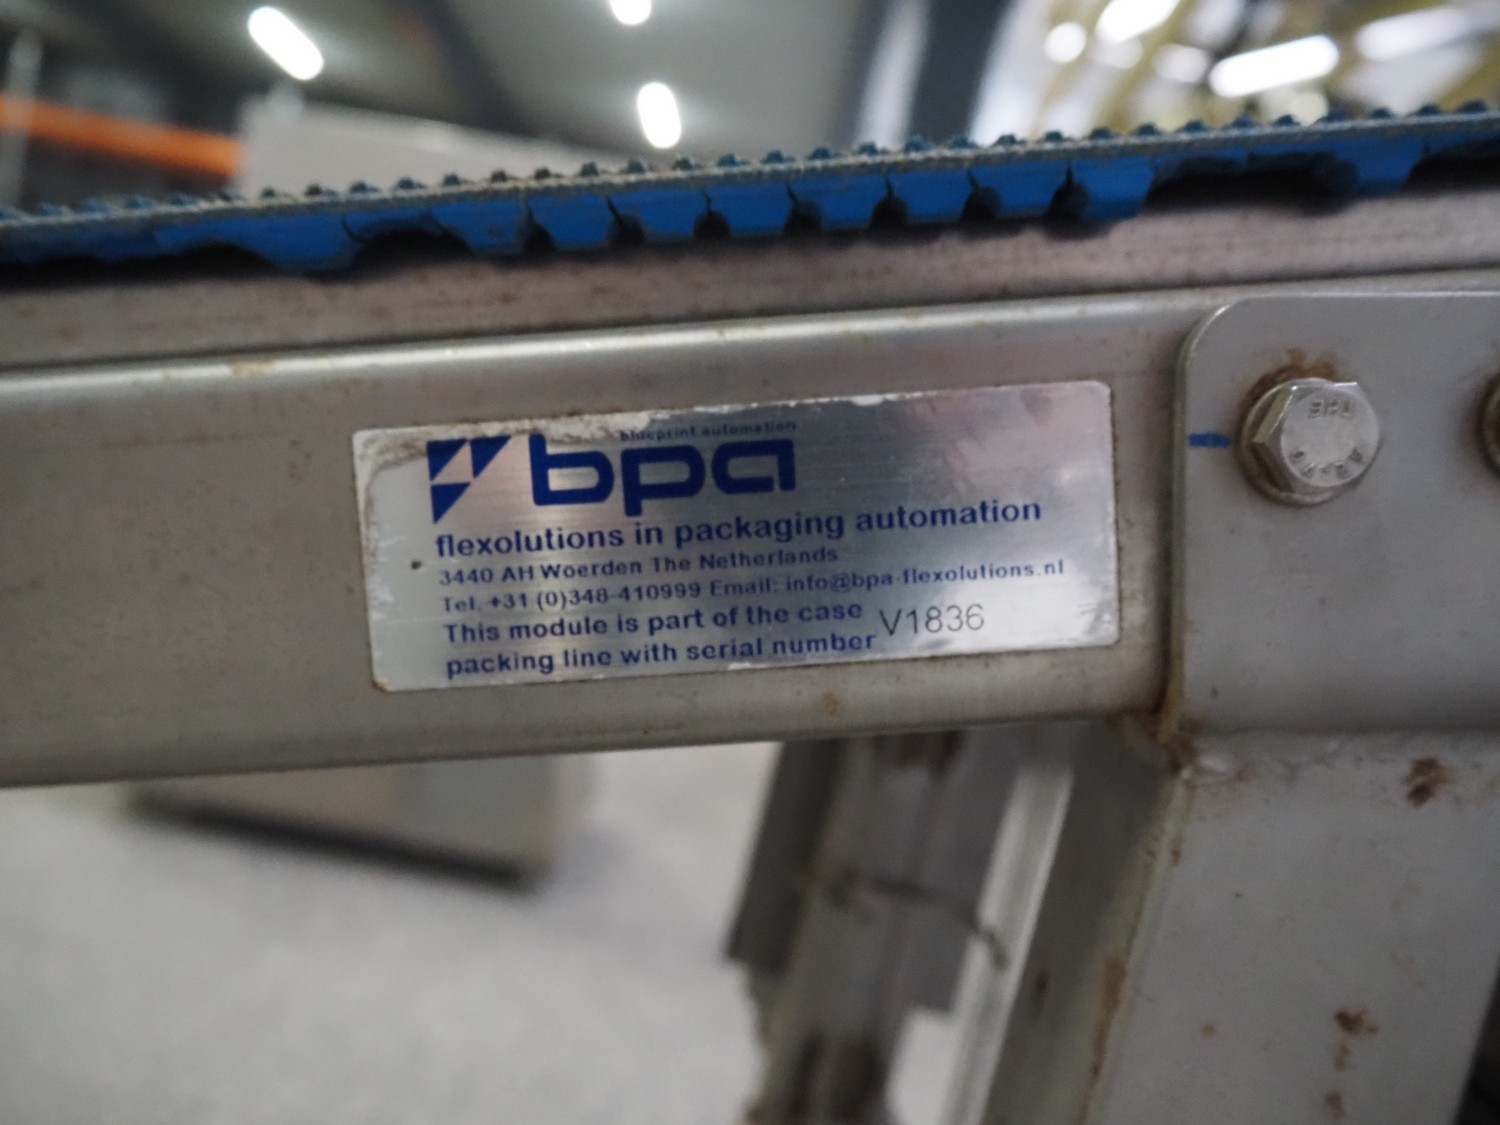 blueprint automation
bpa
flexolutions in packaging automation
3440 AH Woerden The Netherlands
Tel. +31 (0)348-410999 Email: info@bpa-flexolutions.nl
This module is part of the case
packing line with serial number V1836